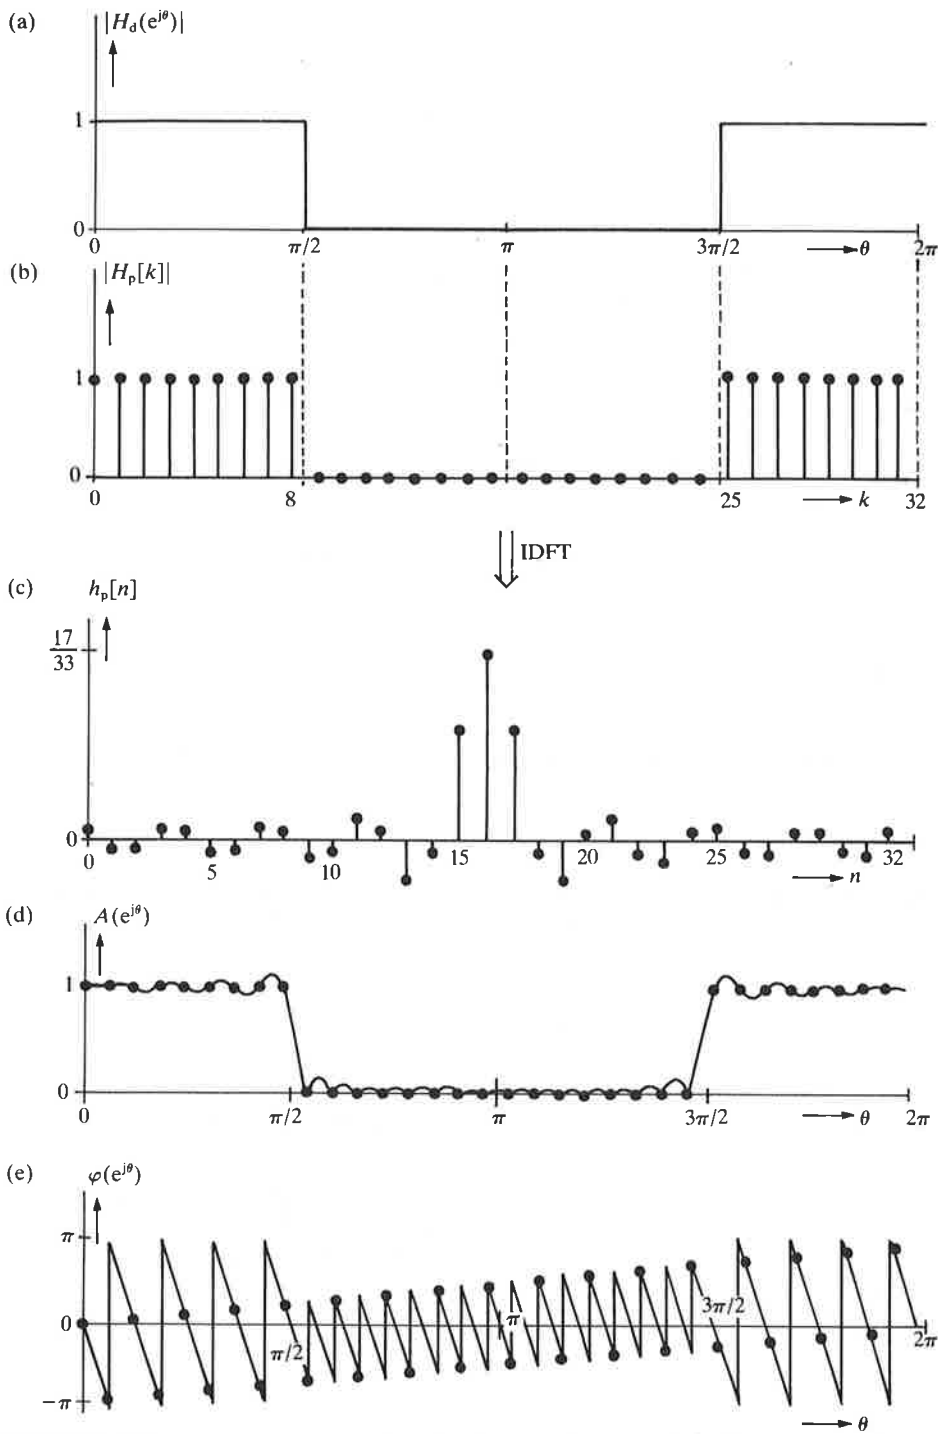 (a)
|H_d(e^{jθ})|
1
0
0 π/2 π 3π/2 → θ 2π
(b)
|H_p[k]|
1
0
0 8 25 → k 32
IDFT
(c) h_p[n]
17/33
0
0 5 10 15 20 25 → n 32
(d) A(e^{jθ})
1
0
0 π/2 π 3π/2 → θ 2π
(e) φ(e^{jθ})
π
0
−π
π/2 π 3π/2 2π
→ θ